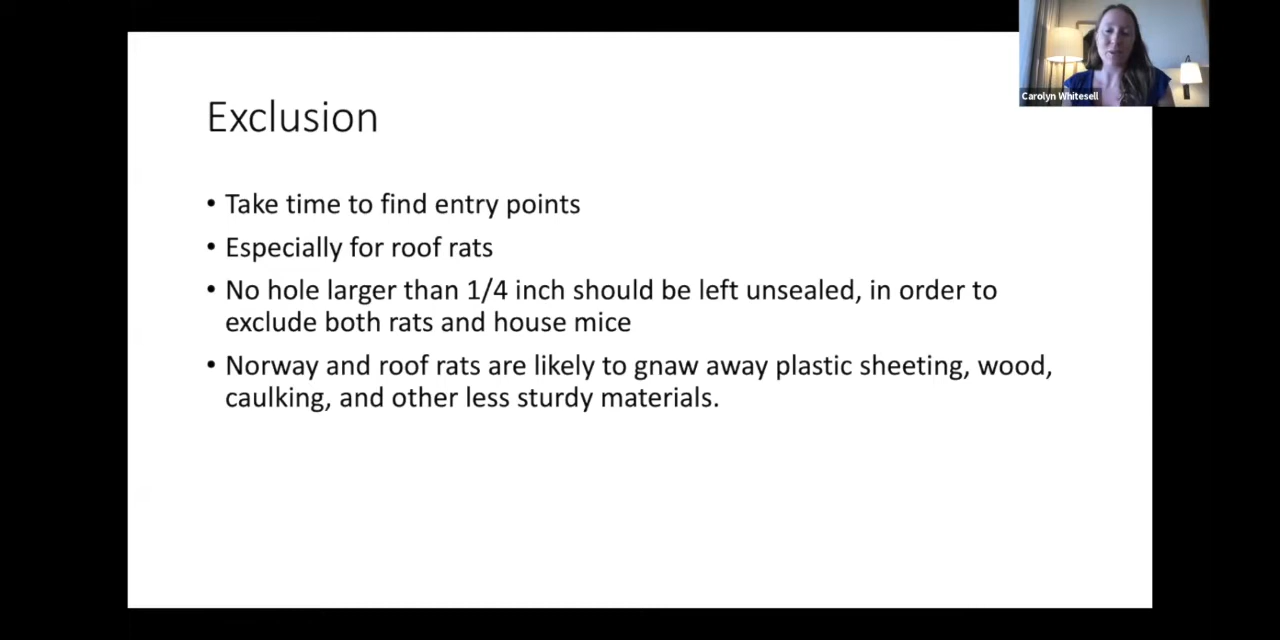 Carolyn Whitesell
Exclusion
• Take time to find entry points
• Especially for roof rats
• No hole larger than 1/4 inch should be left unsealed, in order to
exclude both rats and house mice
• Norway and roof rats are likely to gnaw away plastic sheeting, wood,
caulking, and other less sturdy materials.